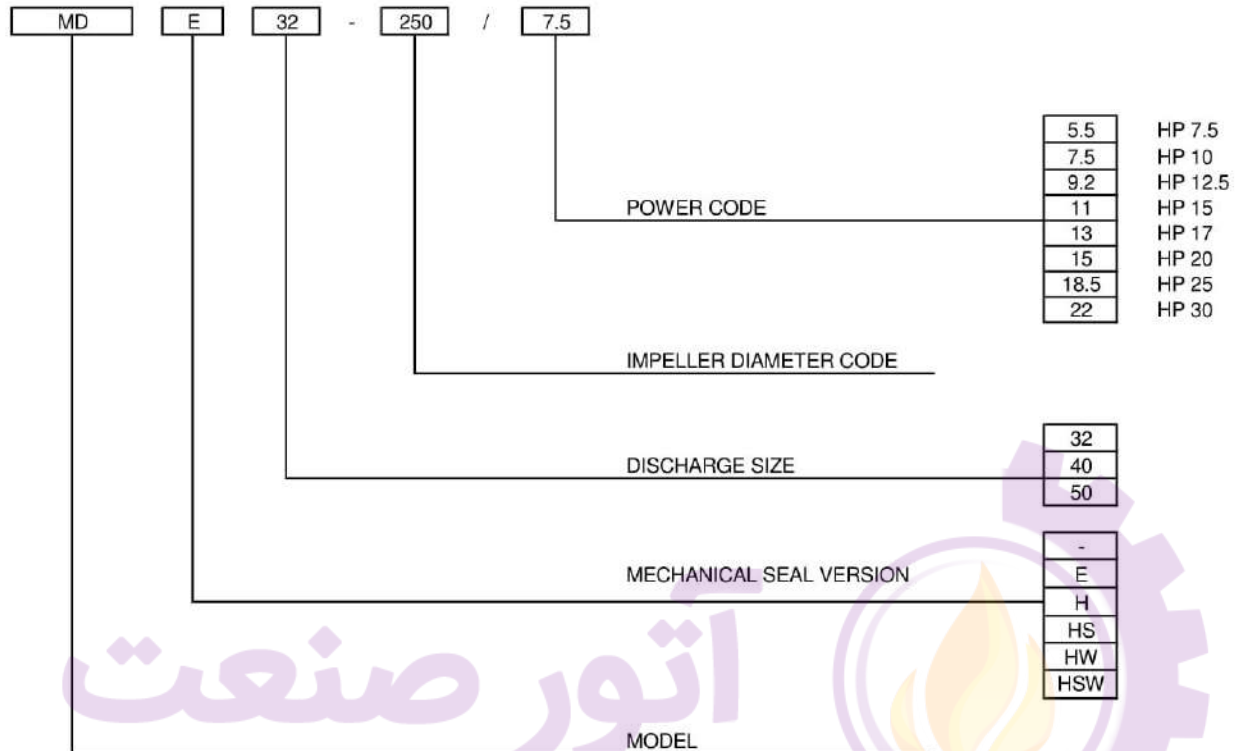 MD E 32 - 250 / 7.5
5.5 HP 7.5
7.5 HP 10
9.2 HP 12.5
POWER CODE 11 HP 15
13 HP 17
15 HP 20
18.5 HP 25
22 HP 30
IMPELLER DIAMETER CODE
32
DISCHARGE SIZE 40
50
-
MECHANICAL SEAL VERSION E
H
HS
HW
HSW
آتور صنعت
MODEL